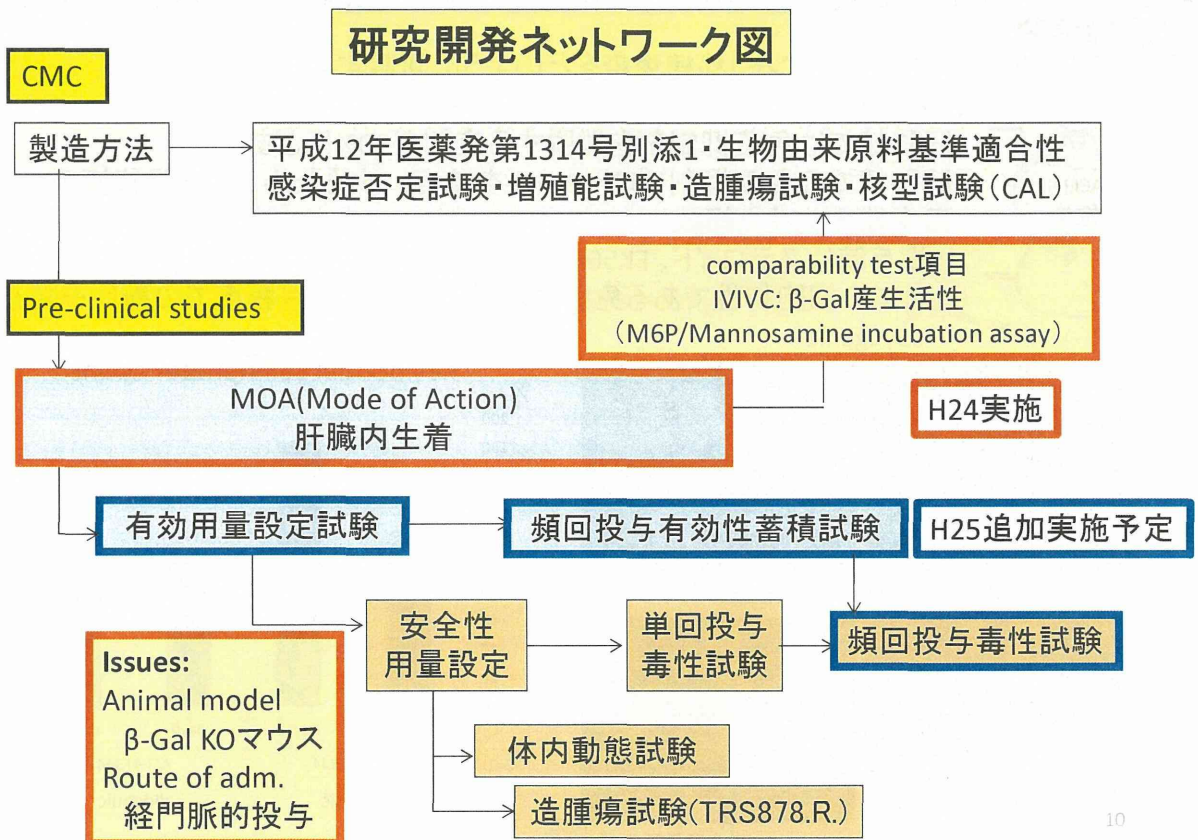 研究開発ネットワーク図
CMC
製造方法
平成12年医薬発第1314号別添1・生物由来原料基準適合性
感染症否定試験・増殖能試験・造腫瘍試験・核型試験(CAL)
comparability test項目
IVIVC: β-Gal産生活性
(M6P/Mannosamine incubation assay)
Pre-clinical studies
MOA(Mode of Action)
肝臓内生着
H24実施
有効用量設定試験
頻回投与有効性蓄積試験
H25追加実施予定
安全性
用量設定
単回投与
毒性試験
頻回投与毒性試験
Issues:
Animal model
β-Gal KOマウス
Route of adm.
経門脈的投与
体内動態試験
造腫瘍試験(TRS878.R.)
10